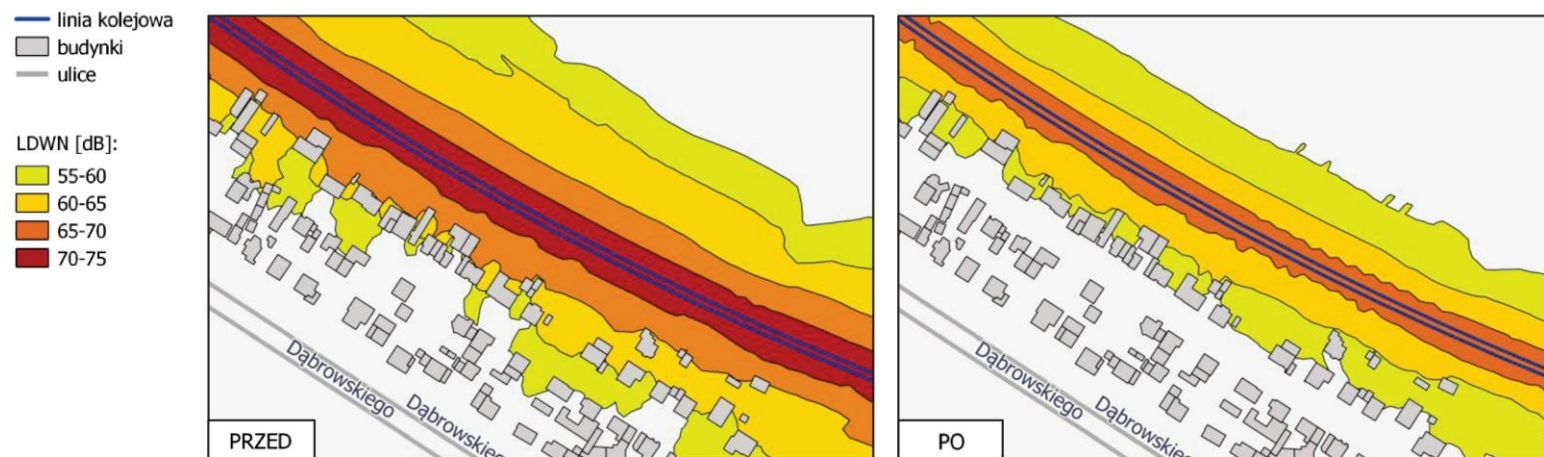 linia kolejowa
budynki
ulice
LDWN [dB]:
55-60
60-65
65-70
70-75
Dąbrowskiego
Dąbrowskiego
PRZED
Dąbrowskiego
Dąbrowskiego
PO